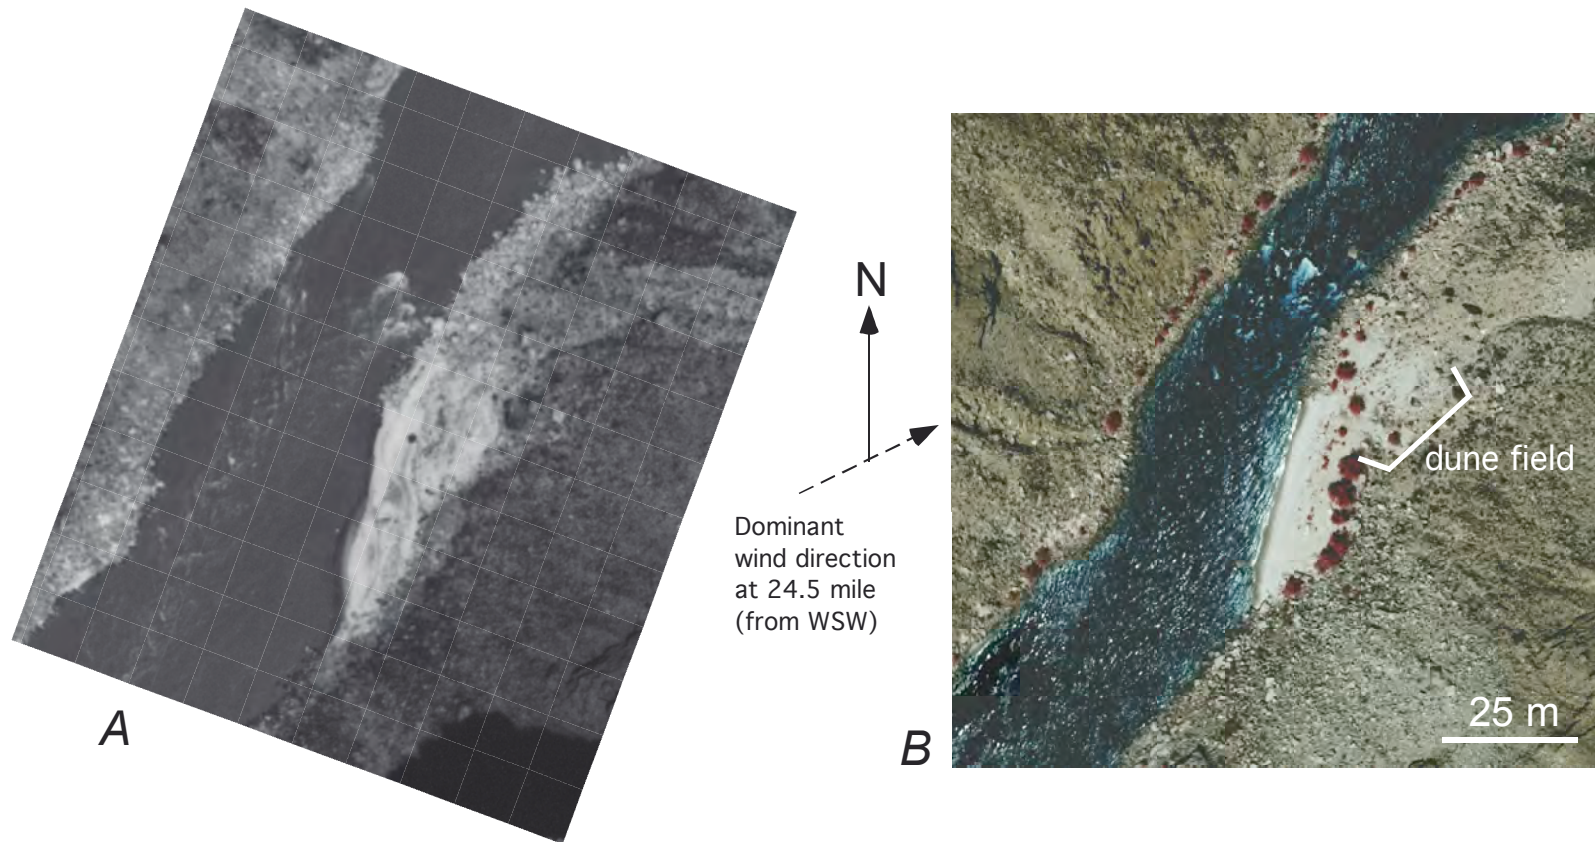 N
Dominant
wind direction
at 24.5 mile
(from WSW)
dune field
25 m
A
B